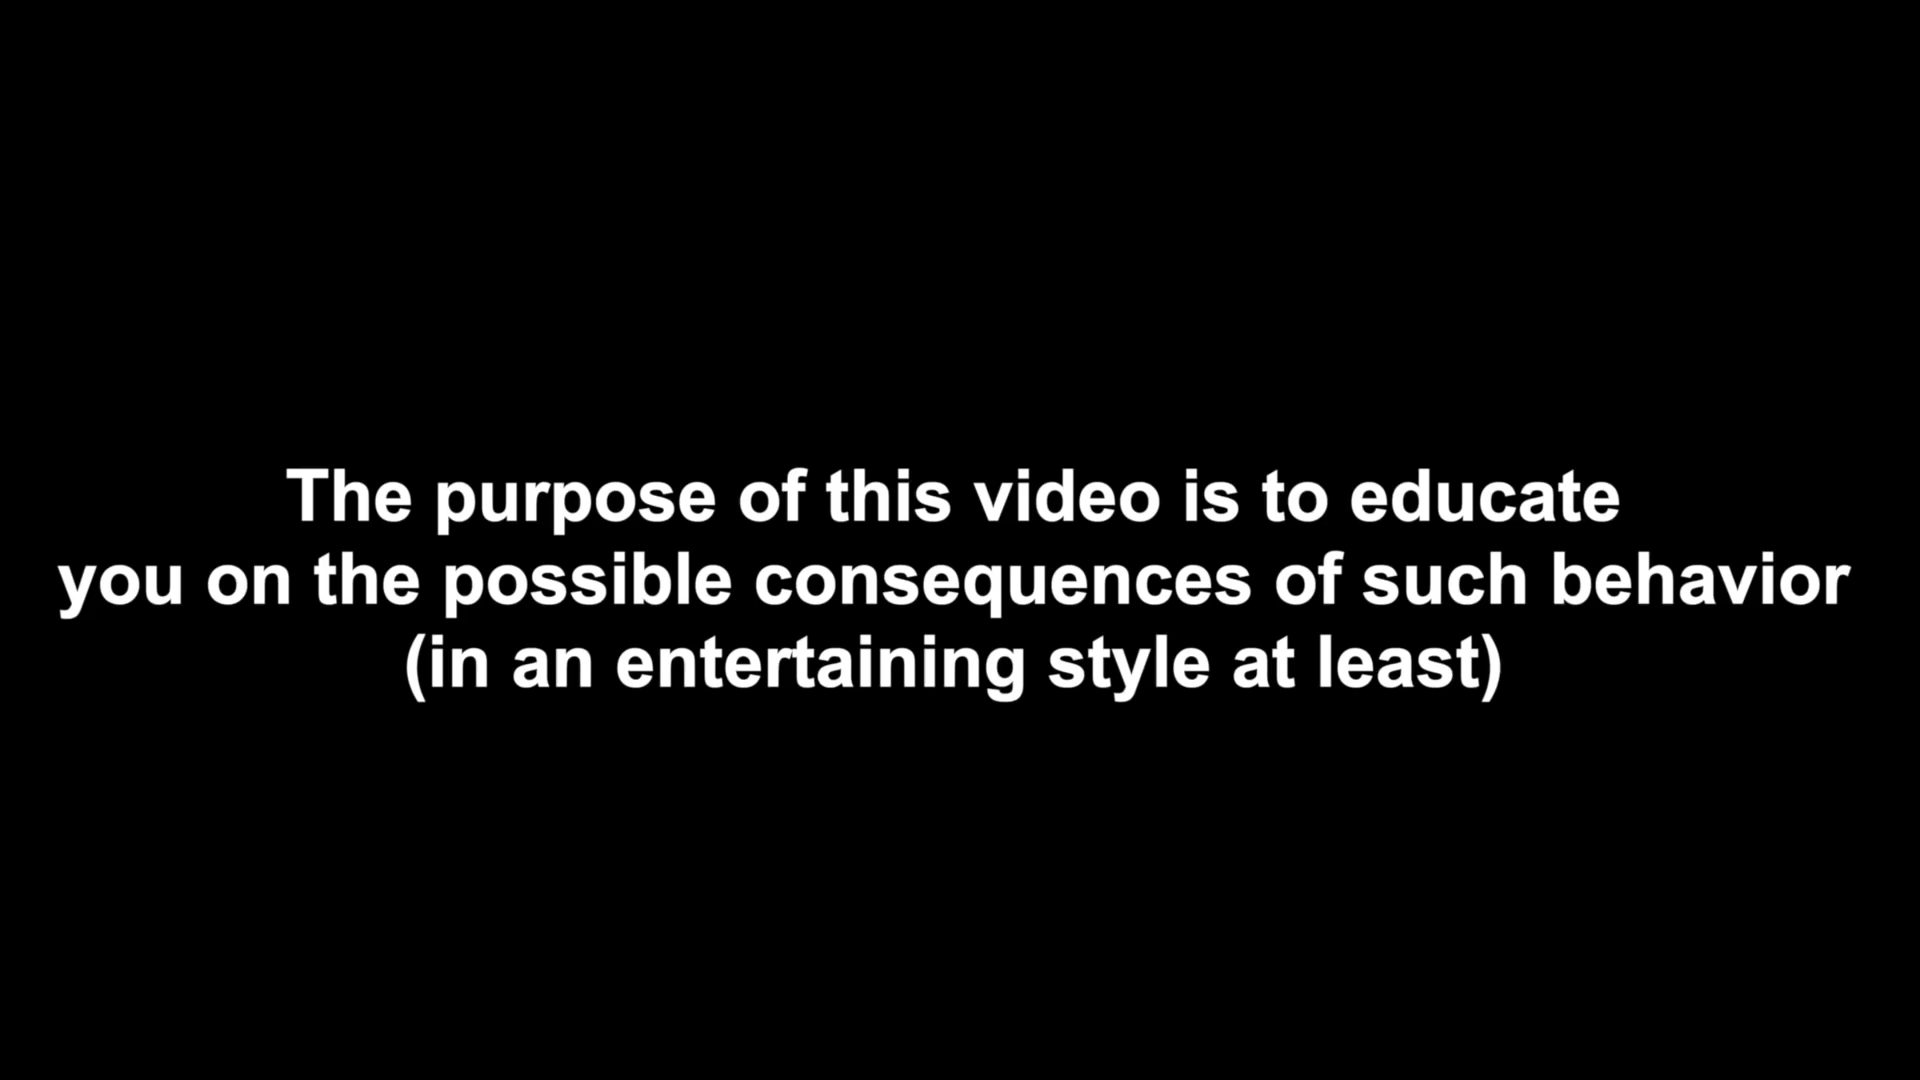 The purpose of this video is to educate
you on the possible consequences of such behavior
(in an entertaining style at least)